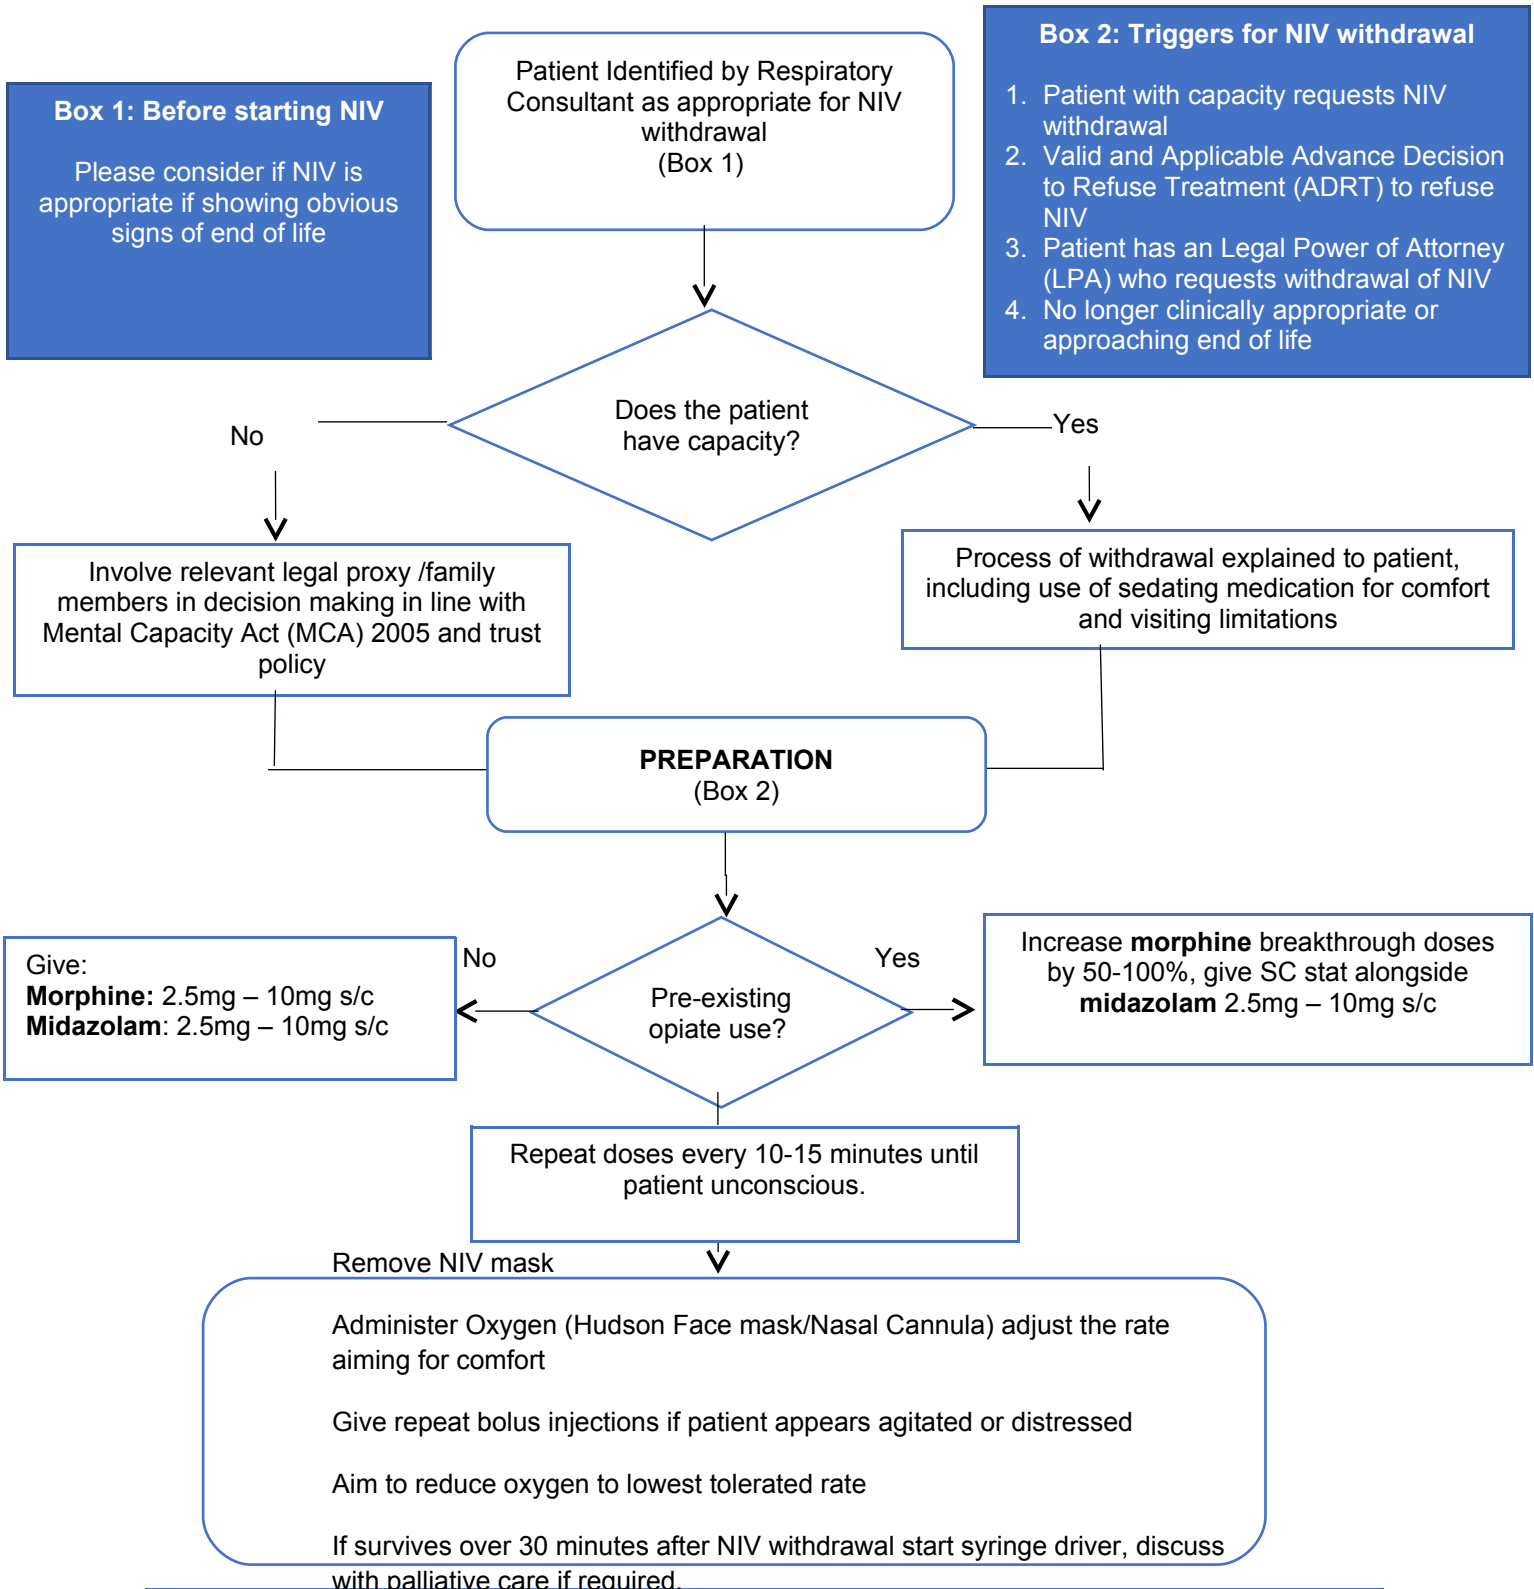 Box 1: Before starting NIV
Please consider if NIV is
appropriate if showing obvious
signs of end of life
Patient Identified by Respiratory
Consultant as appropriate for NIV
withdrawal
(Box 1)
Box 2: Triggers for NIV withdrawal
1. Patient with capacity requests NIV
withdrawal
2. Valid and Applicable Advance Decision
to Refuse Treatment (ADRT) to refuse
NIV
3. Patient has an Legal Power of Attorney
(LPA) who requests withdrawal of NIV
4. No longer clinically appropriate or
approaching end of life
Does the patient
have capacity?
No
Yes
Involve relevant legal proxy /family
members in decision making in line with
Mental Capacity Act (MCA) 2005 and trust
policy
Process of withdrawal explained to patient,
including use of sedating medication for comfort
and visiting limitations
PREPARATION
(Box 2)
Pre-existing
opiate use?
No
Yes
Give:
Morphine: 2.5mg – 10mg s/c
Midazolam: 2.5mg – 10mg s/c
Increase morphine breakthrough doses
by 50-100%, give SC stat alongside
midazolam 2.5mg – 10mg s/c
Repeat doses every 10-15 minutes until
patient unconscious.
Remove NIV mask
Administer Oxygen (Hudson Face mask/Nasal Cannula) adjust the rate
aiming for comfort
Give repeat bolus injections if patient appears agitated or distressed
Aim to reduce oxygen to lowest tolerated rate
If survives over 30 minutes after NIV withdrawal start syringe driver, discuss
with palliative care if required.